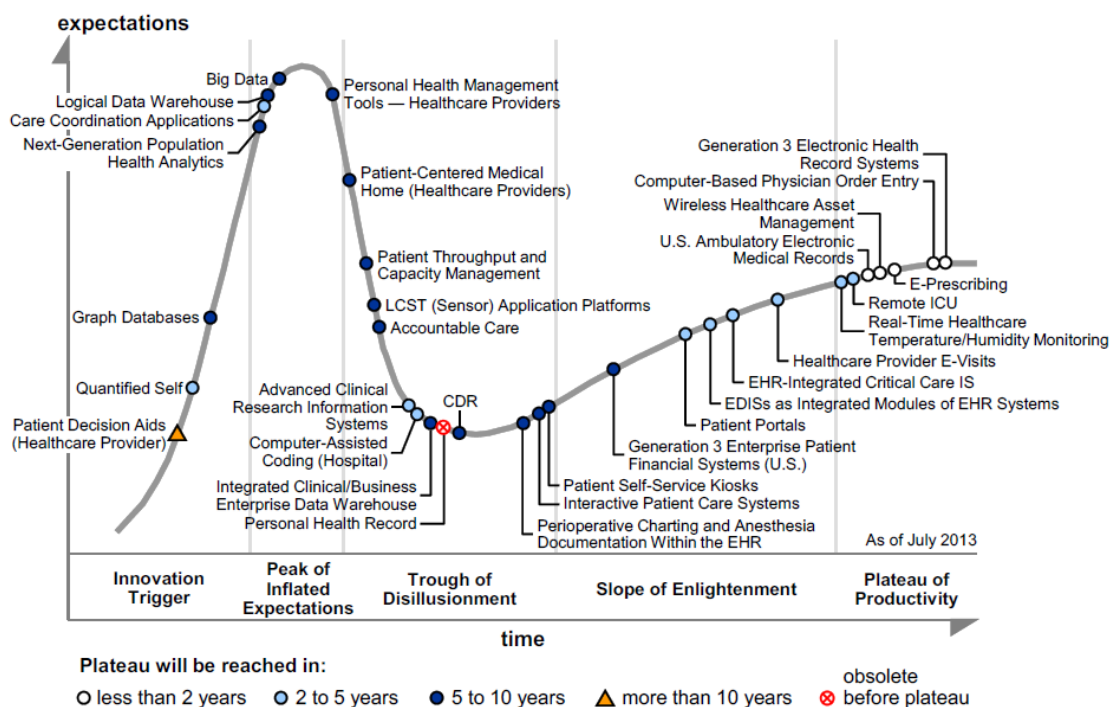 expectations
Big Data
Logical Data Warehouse
Care Coordination Applications
Next-Generation Population
Health Analytics
Graph Databases
Quantified Self
Patient Decision Aids
(Healthcare Provider)
Personal Health Management
Tools — Healthcare Providers
Patient-Centered Medical
Home (Healthcare Providers)
Patient Throughput and
Capacity Management
LCST (Sensor) Application Platforms
Accountable Care
Advanced Clinical
Research Information
Systems
Computer-Assisted
Coding (Hospital)
Integrated Clinical/Business
Enterprise Data Warehouse
Personal Health Record
CDR
Perioperative Charting and Anesthesia
Documentation Within the EHR
Interactive Patient Care Systems
Patient Self-Service Kiosks
Generation 3 Enterprise Patient
Financial Systems (U.S.)
Patient Portals
EDISs as Integrated Modules of EHR Systems
EHR-Integrated Critical Care IS
Healthcare Provider E-Visits
Real-Time Healthcare
Temperature/Humidity Monitoring
Remote ICU
E-Prescribing
U.S. Ambulatory Electronic
Medical Records
Wireless Healthcare Asset
Management
Computer-Based Physician Order Entry
Generation 3 Electronic Health
Record Systems
As of July 2013
Innovation
Trigger
Peak of
Inflated
Expectations
Trough of
Disillusionment
Slope of Enlightenment
Plateau of
Productivity
time
Plateau will be reached in:
less than 2 years
2 to 5 years
5 to 10 years
more than 10 years
obsolete
before plateau